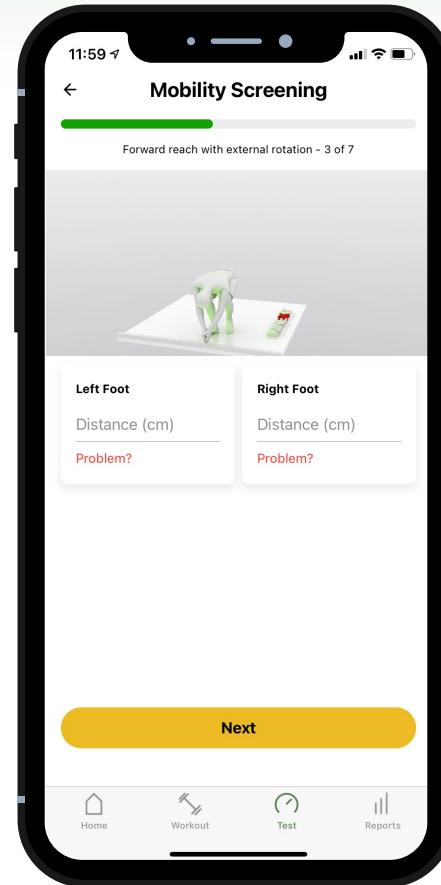 11:59
Mobility Screening
Forward reach with external rotation - 3 of 7
Left Foot
Right Foot
Distance (cm)
Distance (cm)
Problem?
Problem?
Next
Home
Workout
Test
Reports